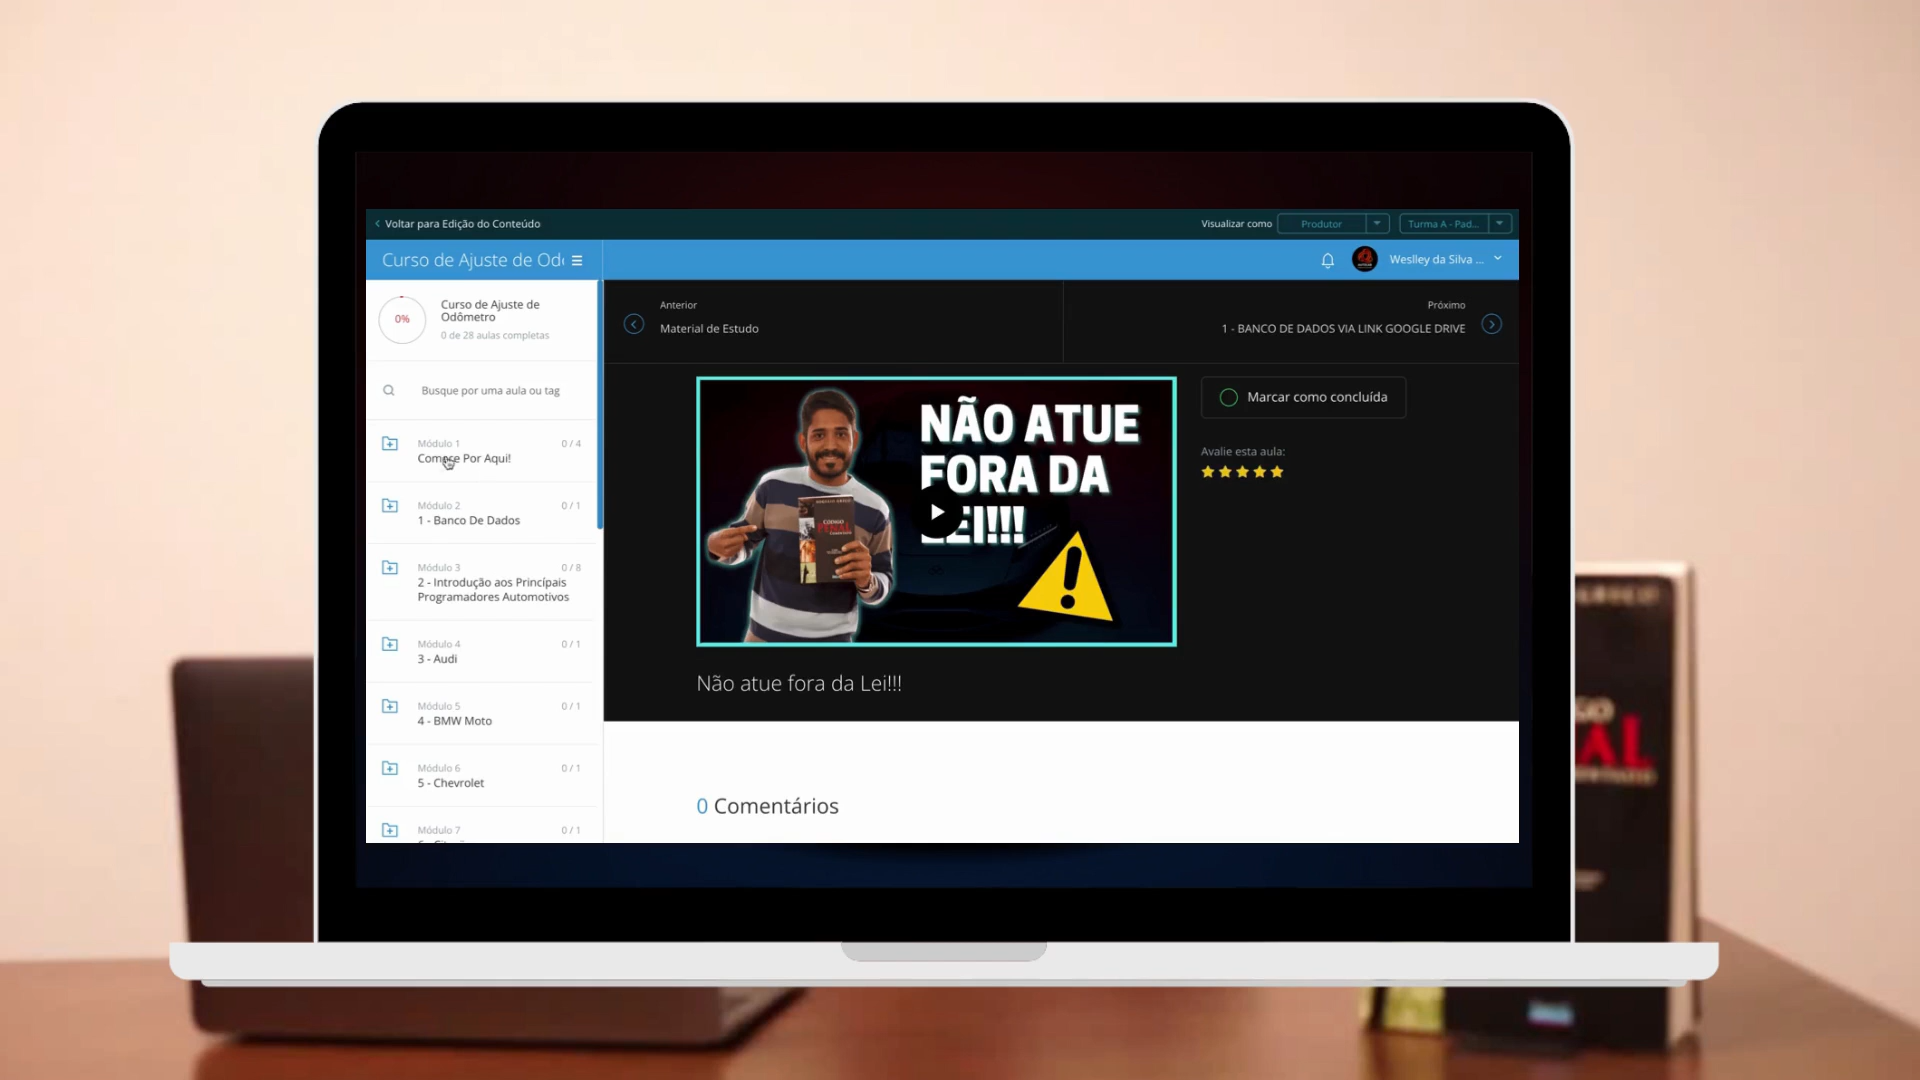 Voltar para Edição do Conteúdo
Visualizar como
Produtor
Turma A - Pad...
Curso de Ajuste de Od
Weslley da Silva ...
0%
Curso de Ajuste de
Odômetro
0 de 28 aulas completas
Anterior
Material de Estudo
Próximo
1 - BANCO DE DADOS VIA LINK GOOGLE DRIVE
Busque por uma aula ou tag
Módulo 1
0 / 4
Comece Por Aqui!
Módulo 2
0 / 1
1 - Banco De Dados
Módulo 3
0 / 8
2 - Introdução aos Princípais
Programadores Automotivos
Módulo 4
0 / 1
3 - Audi
Módulo 5
0 / 1
4 - BMW Moto
Módulo 6
0 / 1
5 - Chevrolet
Módulo 7
0 / 1
NÃO ATUE
FORA DA
LEI!!!
CÓDIGO
PENAL
Marcar como concluída
Avalie esta aula:
Não atue fora da Lei!!!
0 Comentários